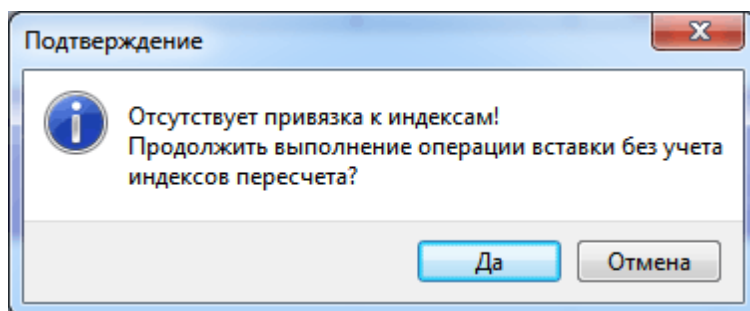 Подтверждение
Отсутствует привязка к индексам!
Продолжить выполнение операции вставки без учета
индексов пересчета?
Да
Отмена